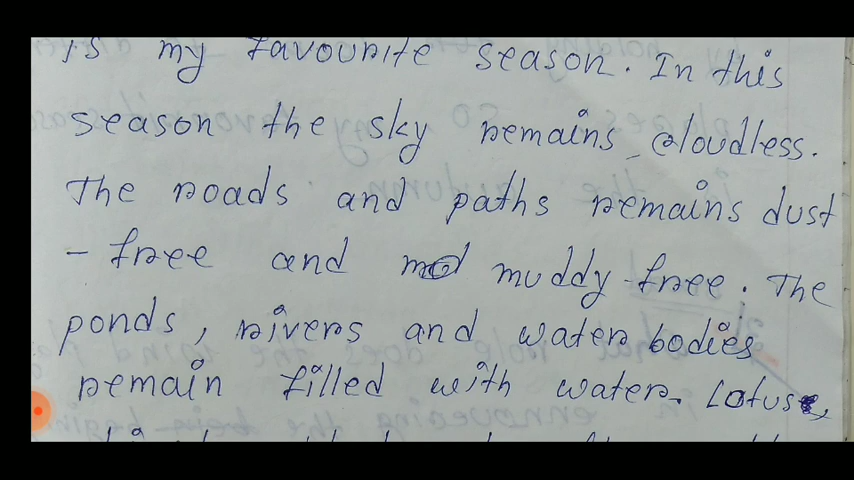 is my favourite season. In this
season the sky remains cloudless.
The roads and paths remains dust
- free and muddy-free. The
ponds, rivers and water bodies
remain filled with water. Lotus,